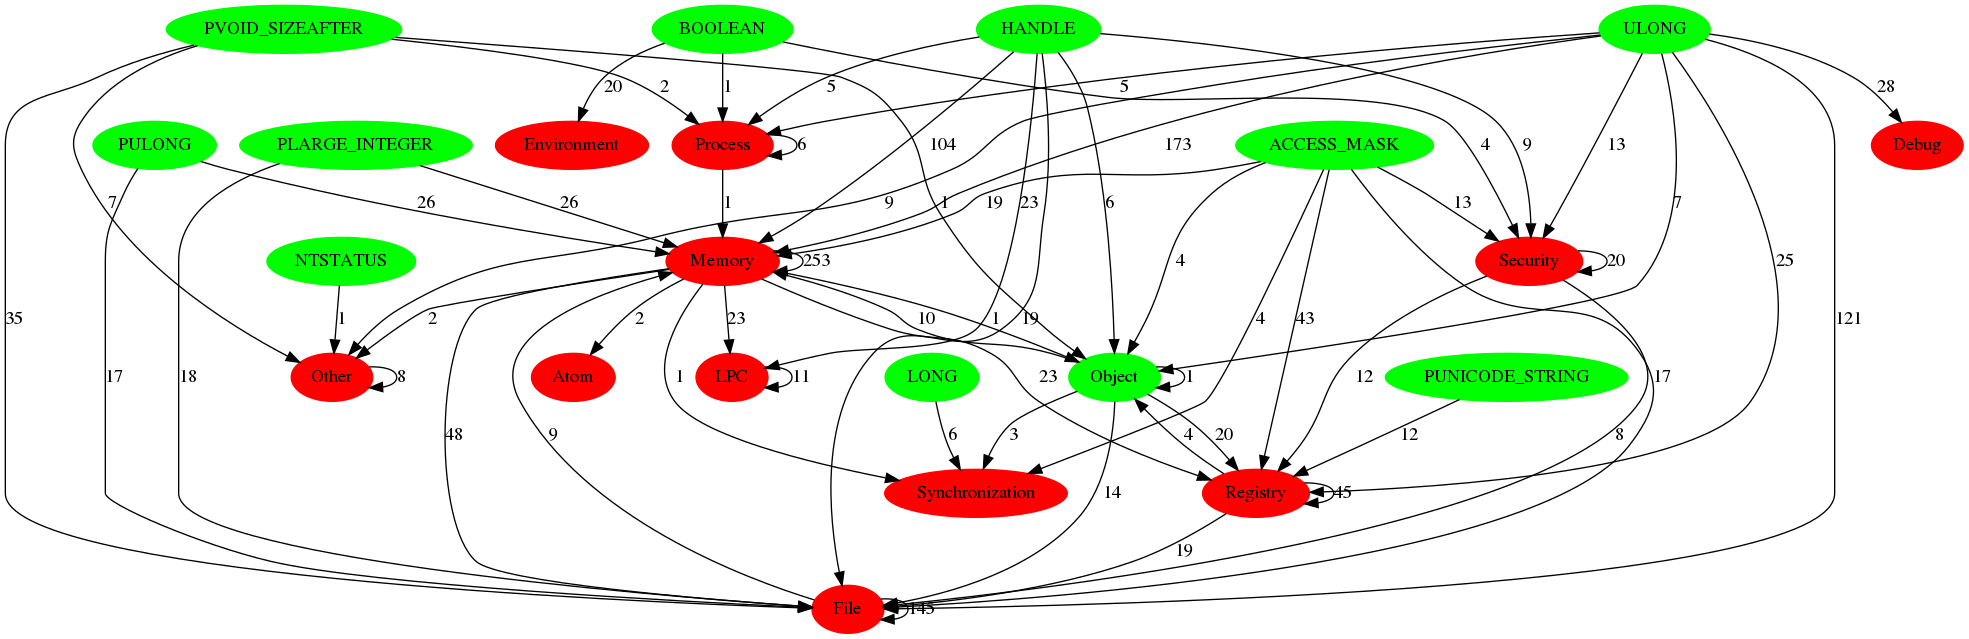 PVOID_SIZEAFTER
BOOLEAN
HANDLE
ULONG
20
2
1
5
5
28
PULONG
PLARGE_INTEGER
Environment
Process
6
104
173
ACCESS_MASK
4
9
13
Debug
7
26
26
1
9
1
19
23
6
13
7
NTSTATUS
Memory
253
4
Security
20
25
35
1
2
2
23
10
1
19
4
43
121
17
18
Other
8
Atom
1
LPC
11
LONG
23
Object
1
12
PUNICODE_STRING
17
48
9
6
3
4
20
12
8
Synchronization
14
Registry
45
19
File
145